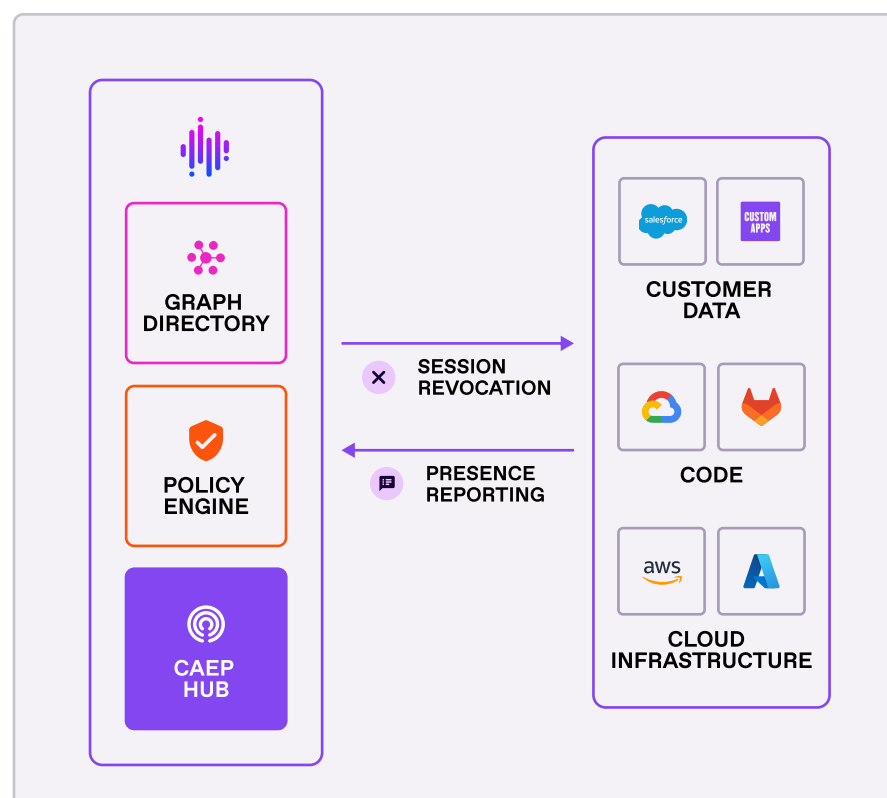 GRAPH
DIRECTORY
POLICY
ENGINE
CAEP
HUB
SESSION
REVOCATION
PRESENCE
REPORTING
salesforce
CUSTOM
APPS
CUSTOMER
DATA
CODE
aws
CLOUD
INFRASTRUCTURE